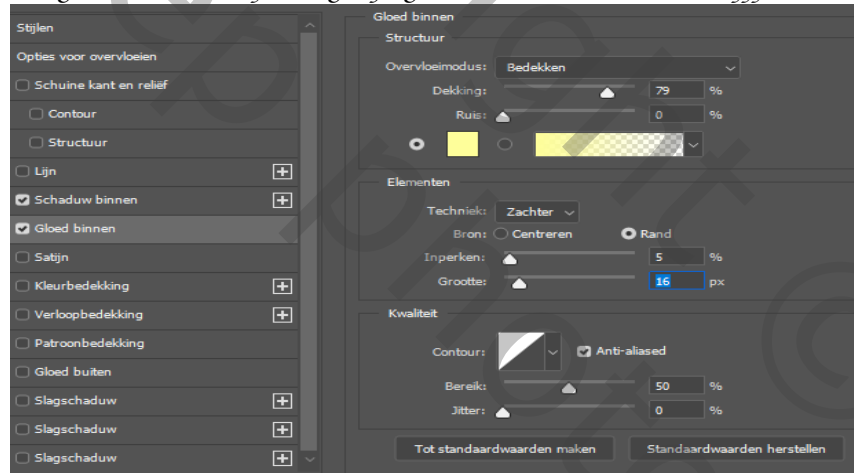 Stijlen
Opties voor overvloeien
Schuine kant en reliëf
Contour
Structuur
Lijn
Schaduw binnen
Gloed binnen
Satijn
Kleurbedekking
Verloopbedekking
Patroonbedekking
Gloed buiten
Slagschaduw
Slagschaduw
Slagschaduw
Gloed binnen
Structuur
Overvloeimodus: Bedekken
Dekking: 79 %
Ruis: 0 %
Elementen
Techniek: Zachter
Bron: Centreren Rand
Inperken: 5 %
Grootte: 16 px
Kwaliteit
Contour: Anti-aliased
Bereik: 50 %
Jitter: 0 %
Tot standaardwaarden maken Standaardwaarden herstellen